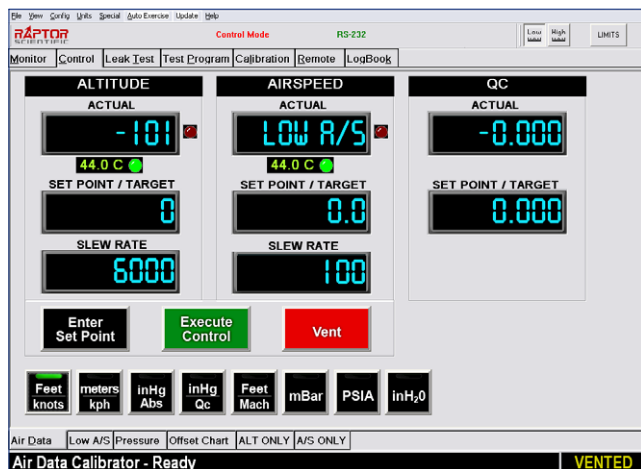 File View Config Units Special Auto Exercise Update Help
RAPTOR
SCIENTIFIC
Control Mode RS-232
Low High LIMITS
Monitor Control Leak Test Test Program Calibration Remote LogBook
ALTITUDE AIRSPEED QC
ACTUAL ACTUAL ACTUAL
-101 LOW A/S -0.000
44.0 C 44.0 C
SET POINT / TARGET SET POINT / TARGET SET POINT / TARGET
0 0.0 0.000
SLEW RATE SLEW RATE
6000 100
Enter Execute Vent
Set Point Control
Feet meters inHg inHg Feet mBar PSIA inH₂0
knots kph Abs Qc Mach
Air Data Low A/S Pressure Offset Chart ALT ONLY A/S ONLY
Air Data Calibrator - Ready VENTED